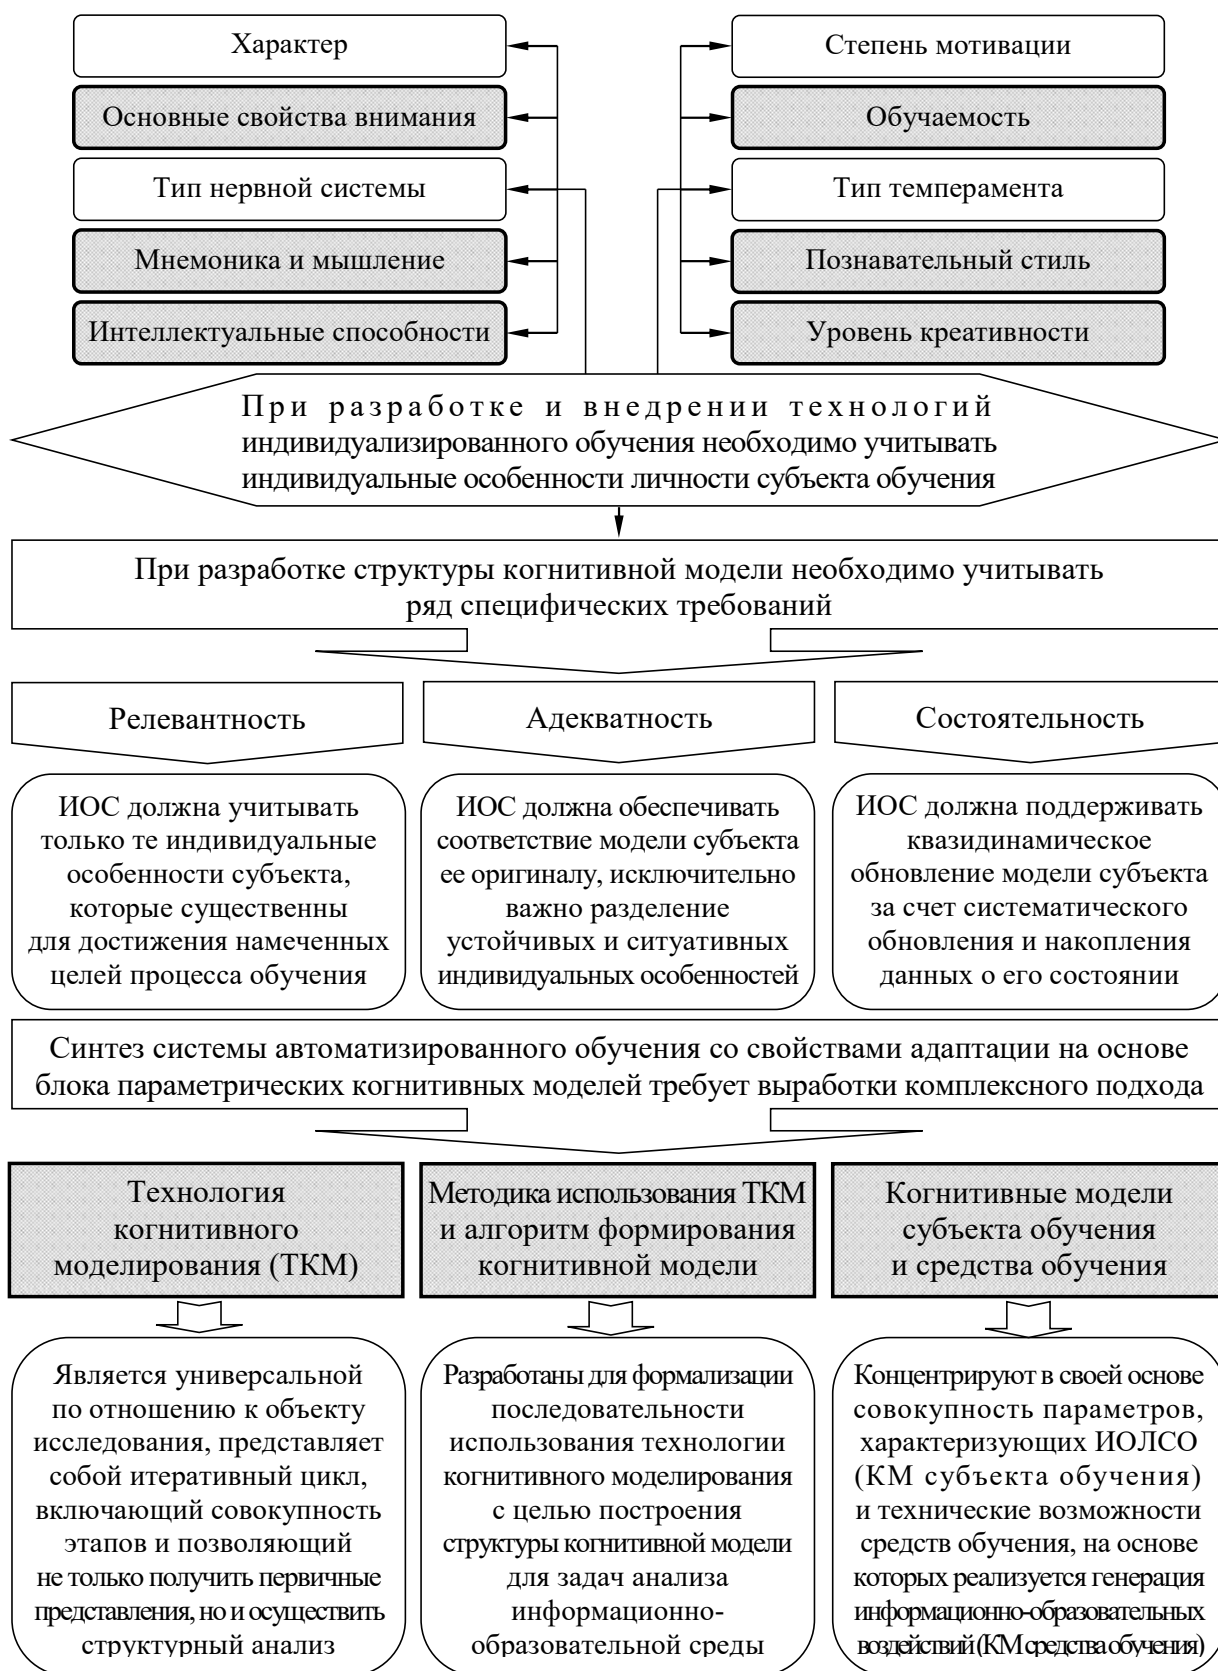 Характер
Основные свойства внимания
Тип нервной системы
Мнемоника и мышление
Интеллектуальные способности
Степень мотивации
Обучаемость
Тип темперамента
Познавательный стиль
Уровень креативности
При разработке и внедрении технологий
индивидуализированного обучения необходимо учитывать
индивидуальные особенности личности субъекта обучения
При разработке структуры когнитивной модели необходимо учитывать
ряд специфических требований
Релевантность
ИОС должна учитывать
только те индивидуальные
особенности субъекта,
которые существенны
для достижения намеченных
целей процесса обучения
Адекватность
ИОС должна обеспечивать
соответствие модели субъекта
ее оригиналу, исключительно
важно разделение
устойчивых и ситуативных
индивидуальных особенностей
Состоятельность
ИОС должна поддерживать
квазидинамическое
обновление модели субъекта
за счет систематического
обновления и накопления
данных о его состоянии
Синтез системы автоматизированного обучения со свойствами адаптации на основе
блока параметрических когнитивных моделей требует выработки комплексного подхода
Технология
когнитивного
моделирования (ТКМ)
Является универсальной
по отношению к объекту
исследования, представляет
собой итеративный цикл,
включающий совокупность
этапов и позволяющий
не только получить первичные
представления, но и осуществить
структурный анализ
Методика использования ТКМ
и алгоритм формирования
когнитивной модели
Разработаны для формализации
последовательности
использования технологии
когнитивного моделирования
с целью построения
структуры когнитивной модели
для задач анализа
информационно-
образовательной среды
Когнитивные модели
субъекта обучения
и средства обучения
Концентрируют в своей основе
совокупность параметров,
характеризующих ИОЛСО
(КМ субъекта обучения)
и технические возможности
средств обучения, на основе
которых реализуется генерация
информационно-образовательных
воздействий (КМ средства обучения)